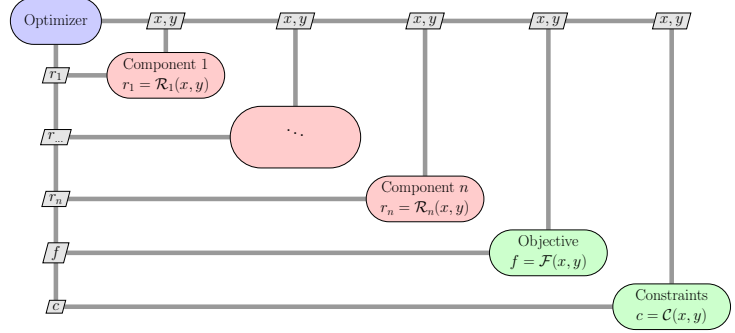 Optimizer
x, y
x, y
x, y
x, y
x, y
r₁
Component 1
r₁ = ℛ₁(x, y)
r...
⋱
rₙ
Component n
rₙ = ℛₙ(x, y)
f
Objective
f = ℱ(x, y)
c
Constraints
c = 𝒞(x, y)